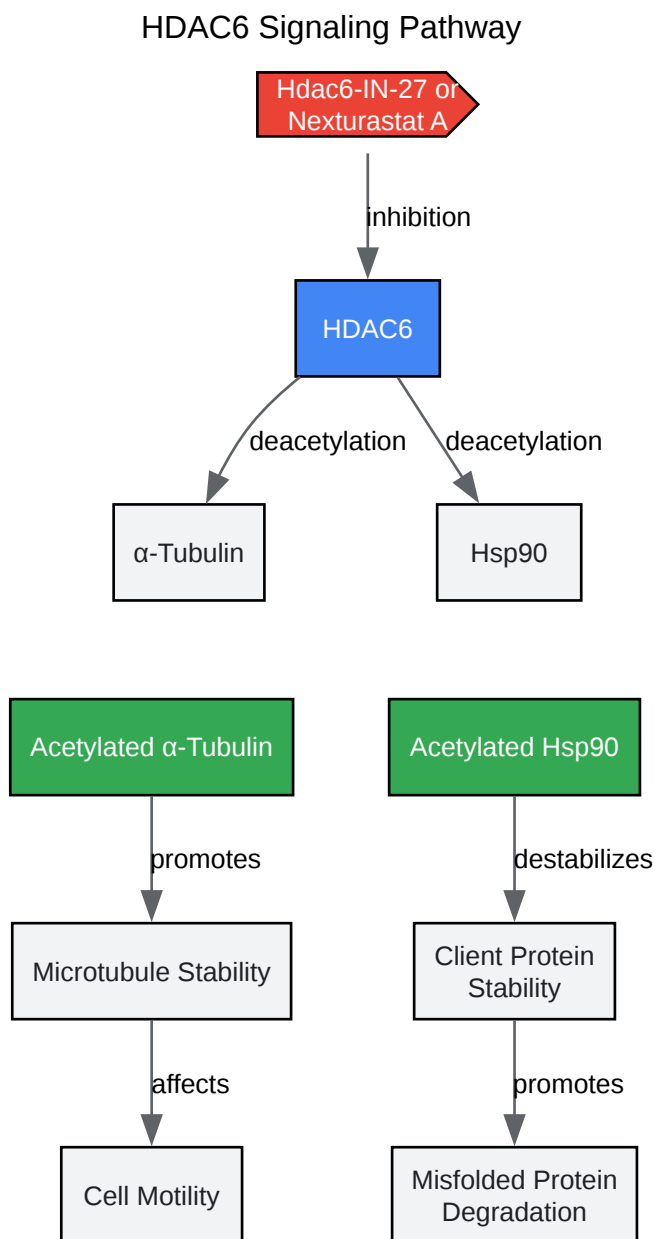 HDAC6 Signaling Pathway
Hdac6-IN-27 or
Nexturastat A
inhibition
HDAC6
deacetylation
deacetylation
α-Tubulin
Hsp90
Acetylated α-Tubulin
Acetylated Hsp90
promotes
destabilizes
Microtubule Stability
Client Protein
Stability
affects
promotes
Cell Motility
Misfolded Protein
Degradation